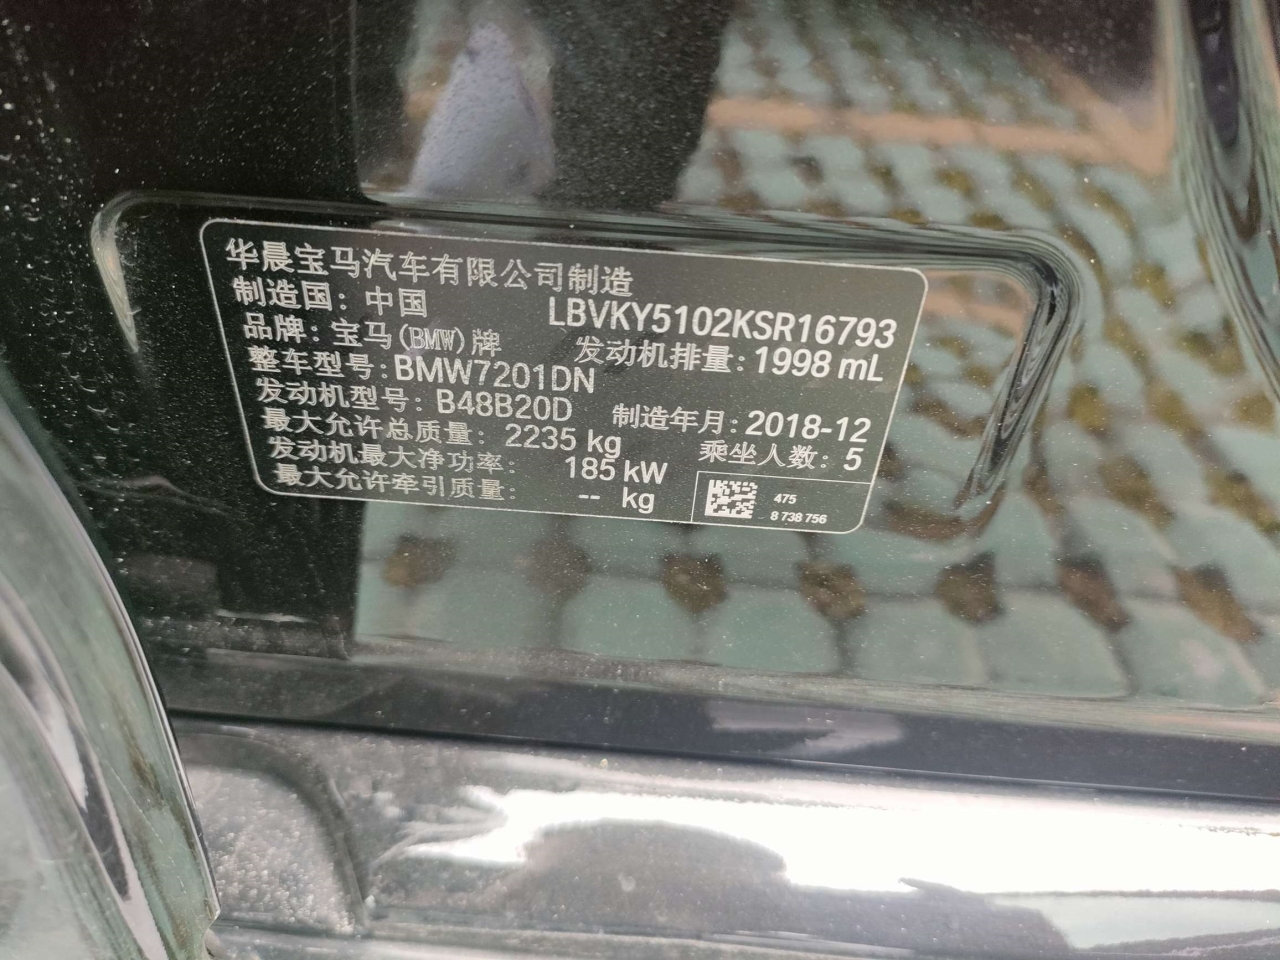 华晨宝马汽车有限公司制造
制造国：中国 LBVKY5102KSR16793
品牌：宝马(BMW)牌 发动机排量：1998 mL
整车型号：BMW7201DN
发动机型号：B48B20D 制造年月：2018-12
最大允许总质量：2235 kg 乘坐人数：5
发动机最大净功率：185 kW
最大允许牵引质量：-- kg
475
8 738 756